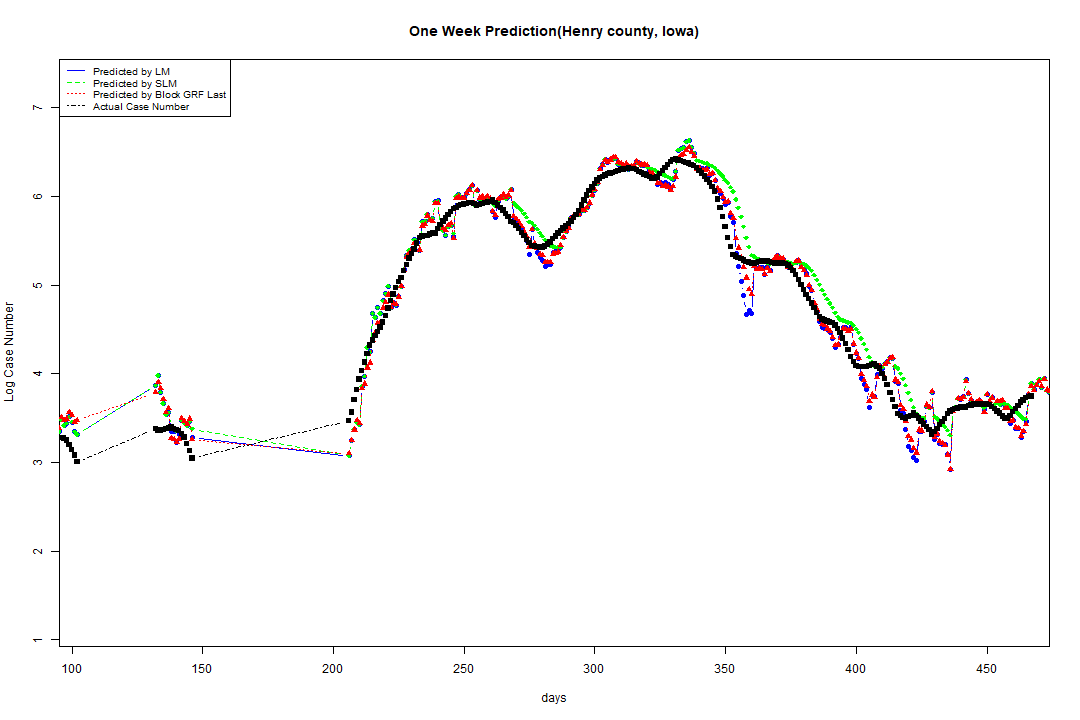 One Week Prediction(Henry county, Iowa)
Predicted by LM
Predicted by SLM
Predicted by Block GRF Last
Actual Case Number
7
6
5
4
3
2
1
Log Case Number
100 150 200 250 300 350 400 450
days